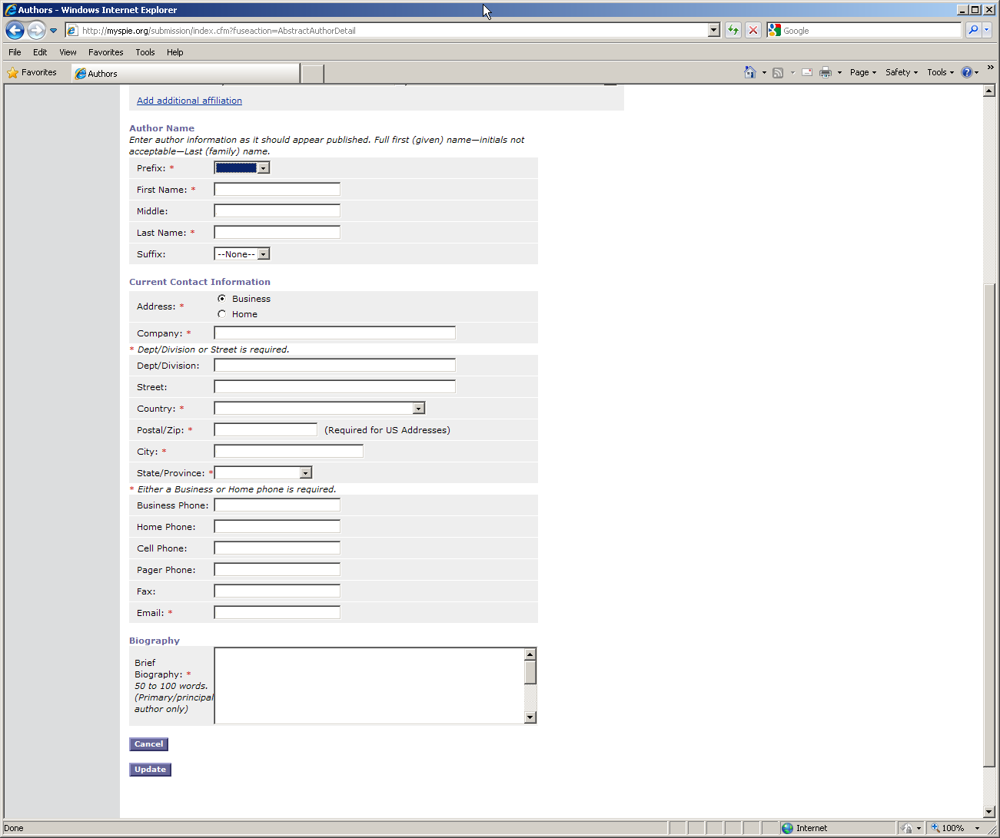 Authors - Windows Internet Explorer
http://myspie.org/submission/index.cfm?fuseaction=AbstractAuthorDetail
Google
File Edit View Favorites Tools Help
Favorites Authors Page Safety Tools »
Add additional affiliation
Author Name
Enter author information as it should appear published. Full first (given) name—initials not
acceptable—Last (family) name.
Prefix: *
First Name: *
Middle:
Last Name: *
Suffix: --None--
Current Contact Information
Address: *
Business
Home
Company: *
* Dept/Division or Street is required.
Dept/Division:
Street:
Country: *
Postal/Zip: * (Required for US Addresses)
City: *
State/Province: *
* Either a Business or Home phone is required.
Business Phone:
Home Phone:
Cell Phone:
Pager Phone:
Fax:
Email: *
Biography
Brief
Biography: *
50 to 100 words.
(Primary/principal
author only)
Cancel
Update
Done Internet 100%